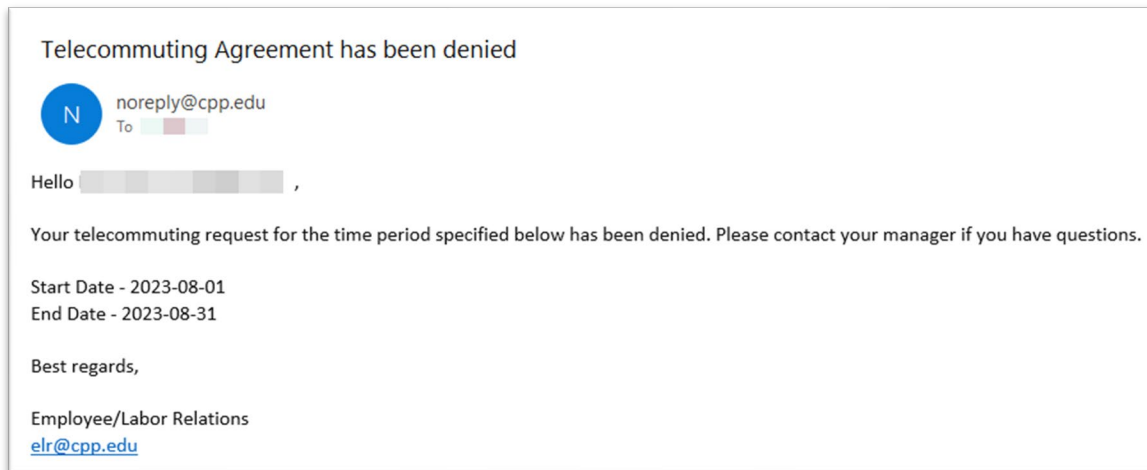 Telecommuting Agreement has been denied
N
noreply@cpp.edu
To
Hello ,
Your telecommuting request for the time period specified below has been denied. Please contact your manager if you have questions.
Start Date - 2023-08-01
End Date - 2023-08-31
Best regards,
Employee/Labor Relations
elr@cpp.edu